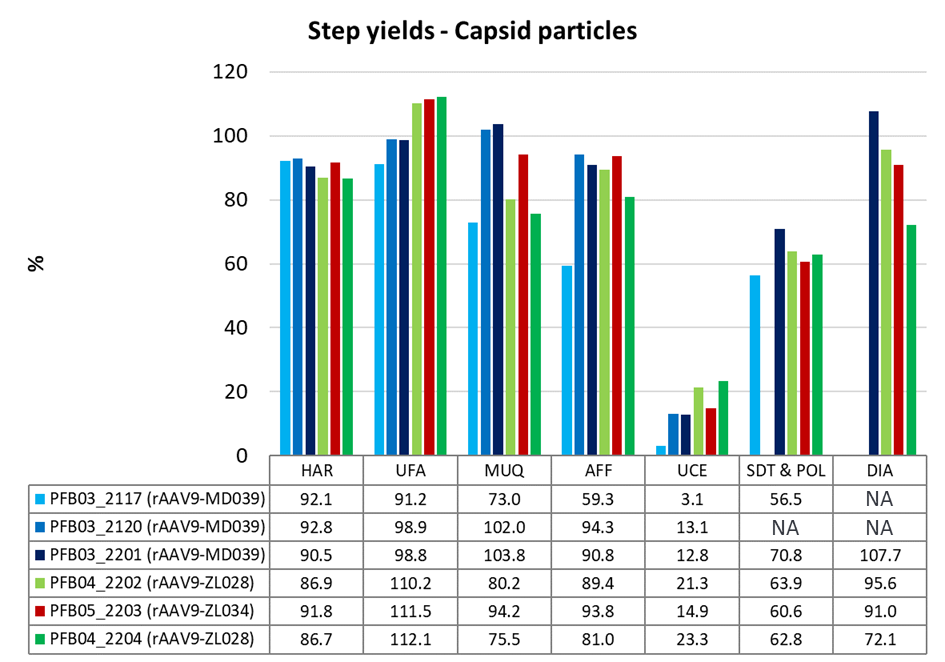 Step yields - Capsid particles
120
100
80
60
40
20
0
%
HAR UFA MUQ AFF UCE SDT & POL DIA
PFB03_2117 (rAAV9-MD039) 92.1 91.2 73.0 59.3 3.1 56.5 NA
PFB03_2120 (rAAV9-MD039) 92.8 98.9 102.0 94.3 13.1 NA NA
PFB03_2201 (rAAV9-MD039) 90.5 98.8 103.8 90.8 12.8 70.8 107.7
PFB04_2202 (rAAV9-ZL028) 86.9 110.2 80.2 89.4 21.3 63.9 95.6
PFB05_2203 (rAAV9-ZL034) 91.8 111.5 94.2 93.8 14.9 60.6 91.0
PFB04_2204 (rAAV9-ZL028) 86.7 112.1 75.5 81.0 23.3 62.8 72.1